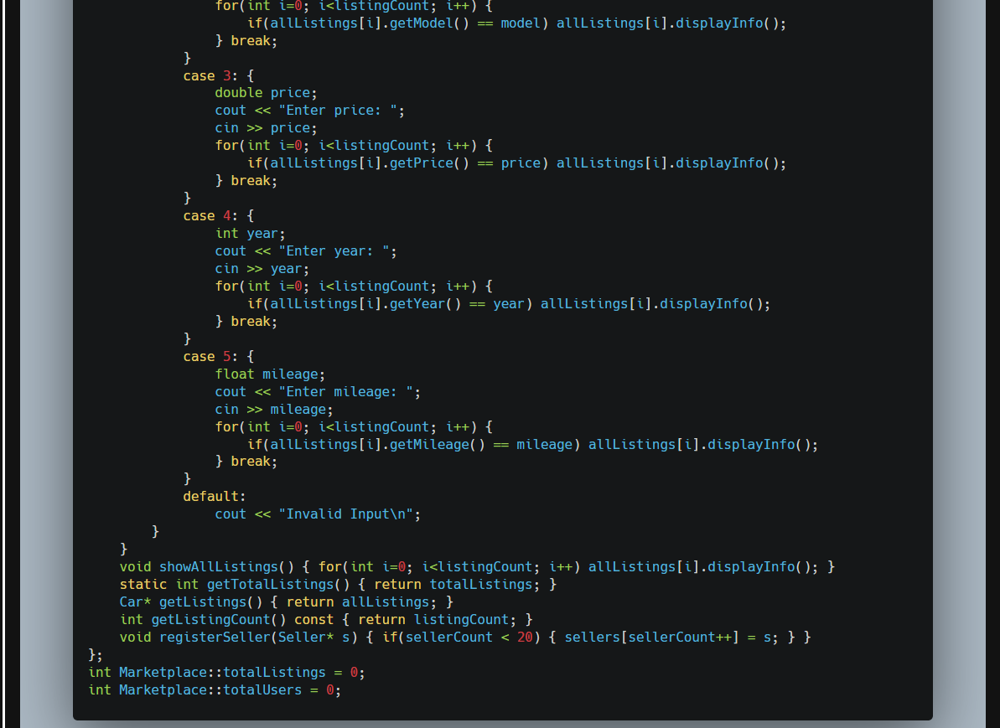 for(int i=0; i<listingCount; i++) {
if(allListings[i].getModel() == model) allListings[i].displayInfo();
} break;
}
case 3: {
double price;
cout << "Enter price: ";
cin >> price;
for(int i=0; i<listingCount; i++) {
if(allListings[i].getPrice() == price) allListings[i].displayInfo();
} break;
}
case 4: {
int year;
cout << "Enter year: ";
cin >> year;
for(int i=0; i<listingCount; i++) {
if(allListings[i].getYear() == year) allListings[i].displayInfo();
} break;
}
case 5: {
float mileage;
cout << "Enter mileage: ";
cin >> mileage;
for(int i=0; i<listingCount; i++) {
if(allListings[i].getMileage() == mileage) allListings[i].displayInfo();
} break;
}
default:
cout << "Invalid Input\n";
}
}
void showAllListings() { for(int i=0; i<listingCount; i++) allListings[i].displayInfo(); }
static int getTotalListings() { return totalListings; }
Car* getListings() { return allListings; }
int getListingCount() const { return listingCount; }
void registerSeller(Seller* s) { if(sellerCount < 20) { sellers[sellerCount++] = s; } }
};
int Marketplace::totalListings = 0;
int Marketplace::totalUsers = 0;